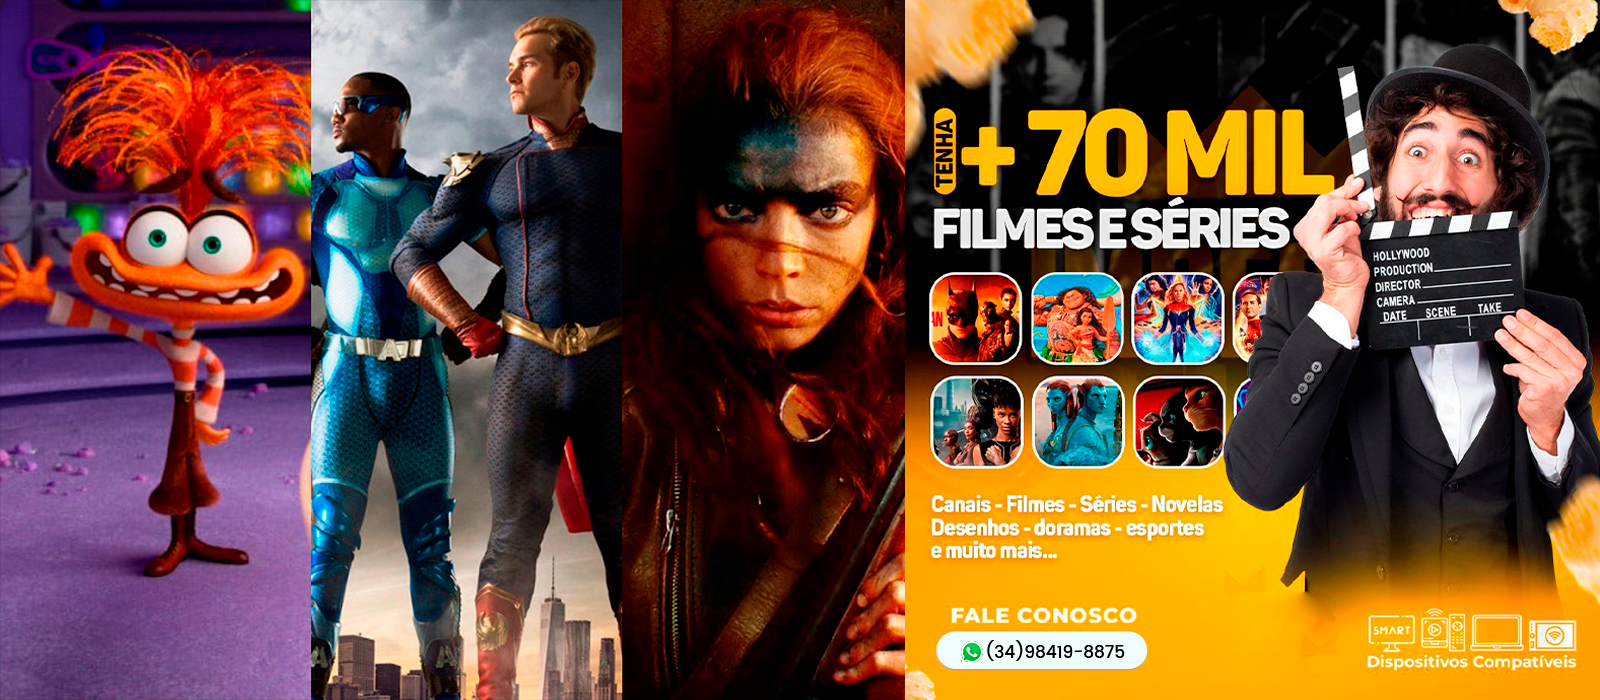 TENHA
+ 70 MIL
FILMES E SÉRIES
HOLLYWOOD
PRODUCTION
DIRECTOR
CAMERA
DATE SCENE TAKE
Canais - Filmes - Séries - Novelas
Desenhos - doramas - esportes
e muito mais...
FALE CONOSCO
(34)98419-8875
SMART
Dispositivos Compatíveis